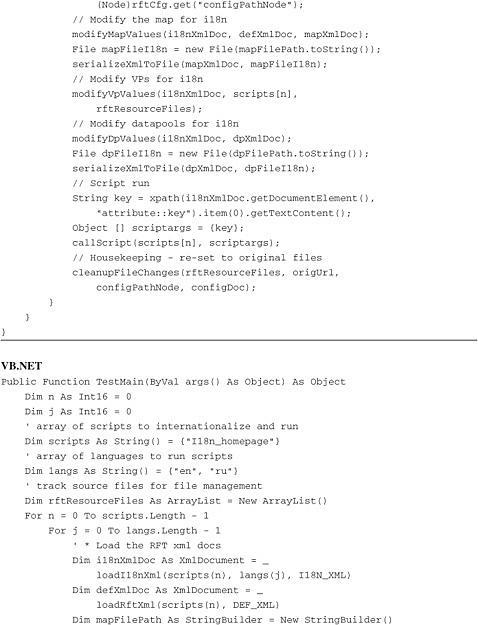 (Node)rftCfg.get("configPathNode");
// Modify the map for i18n
modifyMapValues(i18nXmlDoc, defXmlDoc, mapXmlDoc);
File mapFileI18n = new File(mapFilePath.toString());
serializeXmlToFile(mapXmlDoc, mapFileI18n);
// Modify VPs for i18n
modifyVpValues(i18nXmlDoc, scripts[n],
rftResourceFiles);
// Modify datapools for i18n
modifyDpValues(i18nXmlDoc, dpXmlDoc);
File dpFileI18n = new File(dpFilePath.toString());
serializeXmlToFile(dpXmlDoc, dpFileI18n);
// Script run
String key = xpath(i18nXmlDoc.getDocumentElement(),
"attribute::key").item(0).getTextContent();
Object [] scriptargs = {key};
callScript(scripts[n], scriptargs);
// Housekeeping - re-set to original files
cleanupFileChanges(rftResourceFiles, origUrl,
configPathNode, configDoc);
}
}
}
VB.NET
Public Function TestMain(ByVal args() As Object) As Object
Dim n As Int16 = 0
Dim j As Int16 = 0
' array of scripts to internationalize and run
Dim scripts As String() = {"I18n_homepage"}
' array of languages to run scripts
Dim langs As String() = {"en", "ru"}
' track source files for file management
Dim rftResourceFiles As ArrayList = New ArrayList()
For n = 0 To scripts.Length - 1
For j = 0 To langs.Length - 1
' * Load the RFT xml docs
Dim i18nXmlDoc As XmlDocument = _
loadI18nXml(scripts(n), langs(j), I18N_XML)
Dim defXmlDoc As XmlDocument = _
loadRftXml(scripts(n), DEF_XML)
Dim mapFilePath As StringBuilder = New StringBuilder()